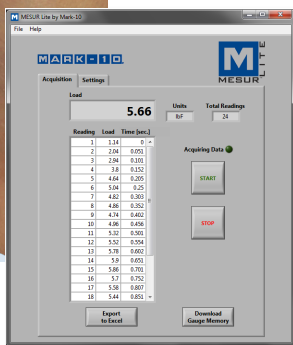 MESUR Lite by Mark-10
File Help
MARK-10
M
MESUR
LITE
Acquisition Settings
Load
5.66
Units
lbF
Total Readings
24
Reading Load Time [sec.]
1 1.14 0
2 2.04 0.051
3 2.94 0.101
4 3.8 0.152
5 4.64 0.205
6 5.04 0.25
7 4.82 0.303
8 4.86 0.352
9 4.74 0.402
10 4.96 0.456
11 5.32 0.501
12 5.52 0.554
13 5.78 0.602
14 5.9 0.651
15 5.86 0.701
16 5.7 0.752
17 5.58 0.807
18 5.44 0.851
Acquiring Data
START
STOP
Export
to Excel
Download
Gauge Memory